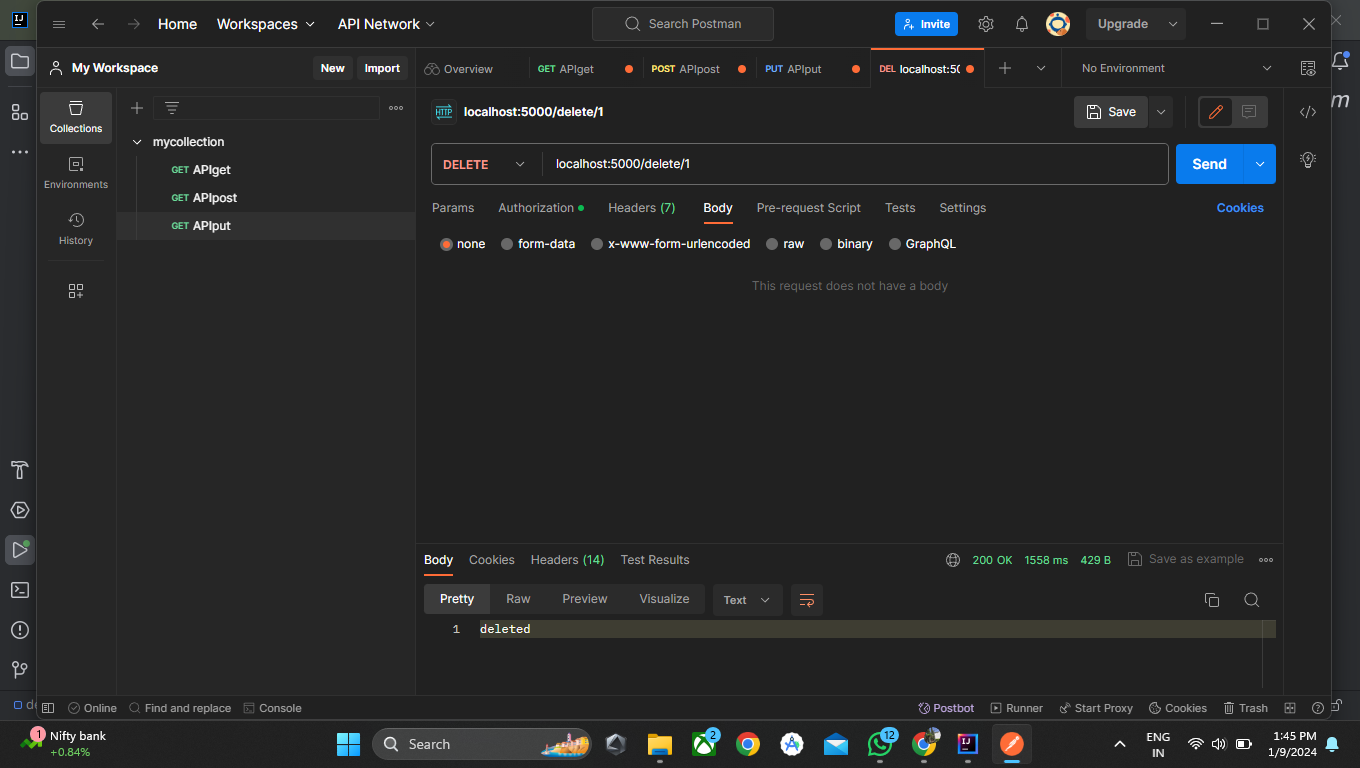 Home Workspaces API Network Search Postman Invite Upgrade
My Workspace New Import Overview GET APIget POST APIpost PUT APIput DEL localhost:50 No Environment
Collections
Environments
History
mycollection
GET APIget
GET APIpost
GET APIput
HTTP localhost:5000/delete/1 Save
DELETE localhost:5000/delete/1 Send
Params Authorization Headers (7) Body Pre-request Script Tests Settings Cookies
none form-data x-www-form-urlencoded raw binary GraphQL
This request does not have a body
Body Cookies Headers (14) Test Results 200 OK 1558 ms 429 B Save as example
Pretty Raw Preview Visualize Text
1 deleted
Online Find and replace Console Postbot Runner Start Proxy Cookies Trash
1 Nifty bank
+0.84%
Search
2
12
ENG
IN
1:45 PM
1/9/2024